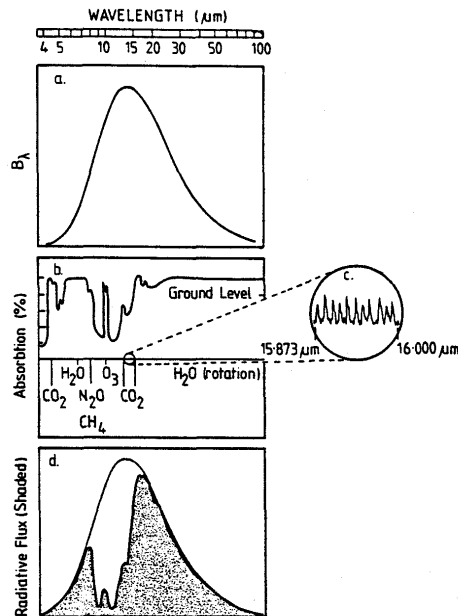 WAVELENGTH (μm)
4 5 10 15 20 30 50 100
a.
Bλ
b.
Ground Level
Absorbtion (%)
H₂O O₃ H₂O (rotation)
CO₂ N₂O CO₂
CH₄
c.
15·873 μm 16·000 μm
d.
Radiative Flux (Shaded)